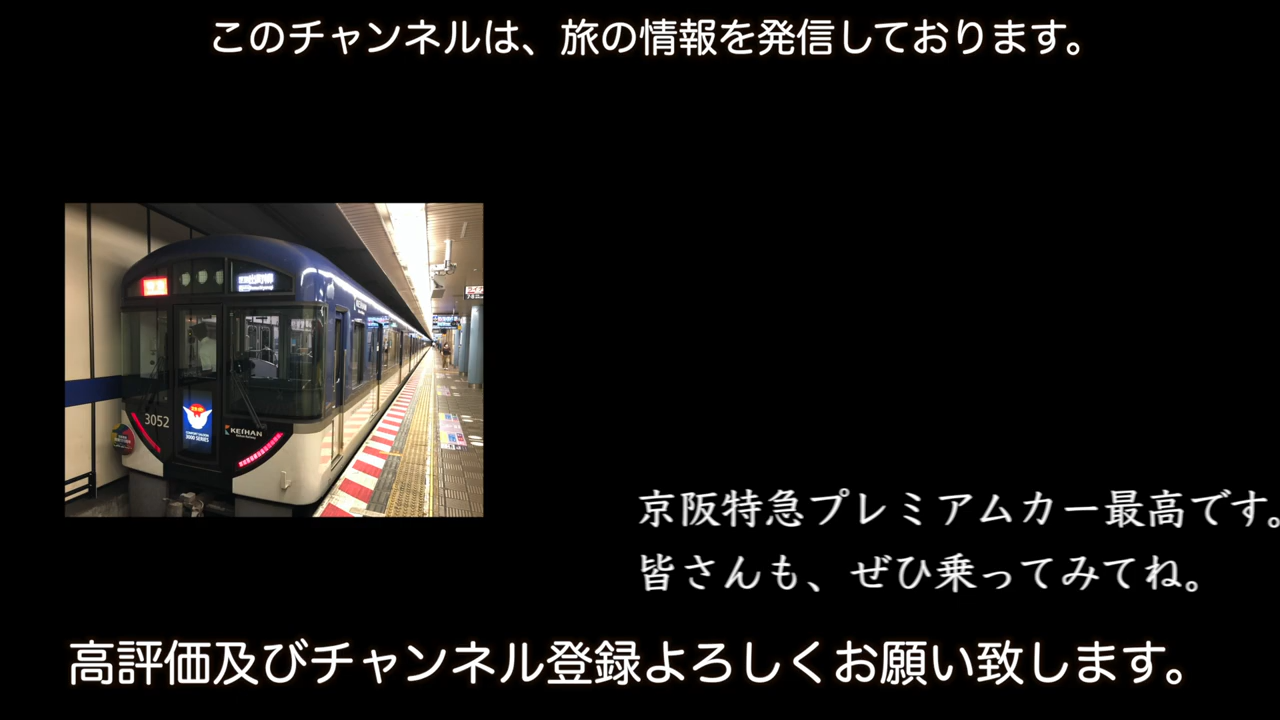 このチャンネルは、旅の情報を発信しております。
3052
KEIHAN
3000 SERIES
京阪特急プレミアムカー最高です。
皆さんも、ぜひ乗ってみてね。
高評価及びチャンネル登録よろしくお願い致します。